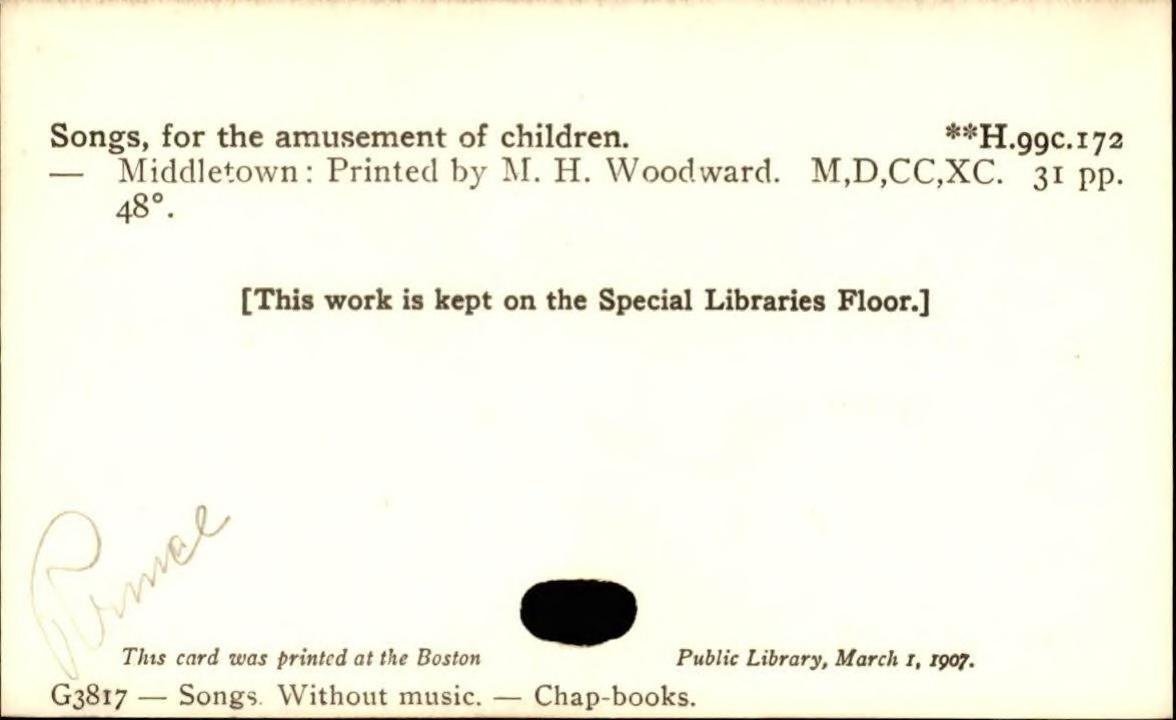 Songs, for the amusement of children. **H.99c.172
— Middletown: Printed by M. H. Woodward. M,D,CC,XC. 31 pp.
48°.
[This work is kept on the Special Libraries Floor.]
This card was printed at the Boston Public Library, March 1, 1907.
G3817 — Songs. Without music. — Chap-books.